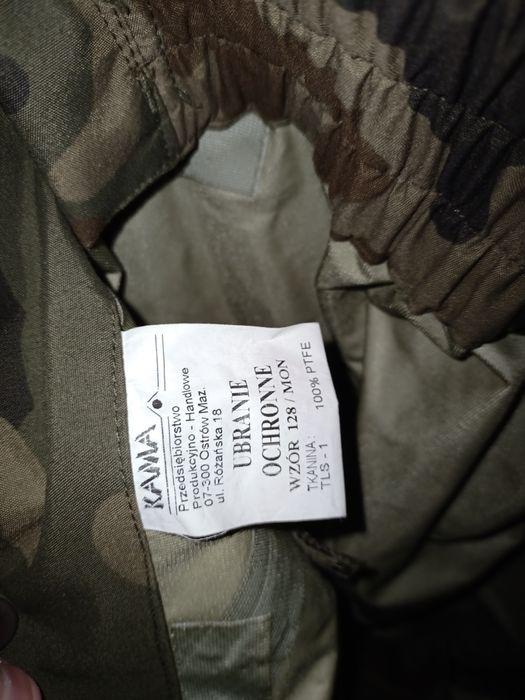 KAMA
Przedsiębiorstwo
Produkcyjno - Handlowe
07-300 Ostrów Maz.
ul. Różańska 18
UBRANIE
OCHRONNE
WZÓR 128 / MON
TKANINA: 100% PTFE
TLS - 1